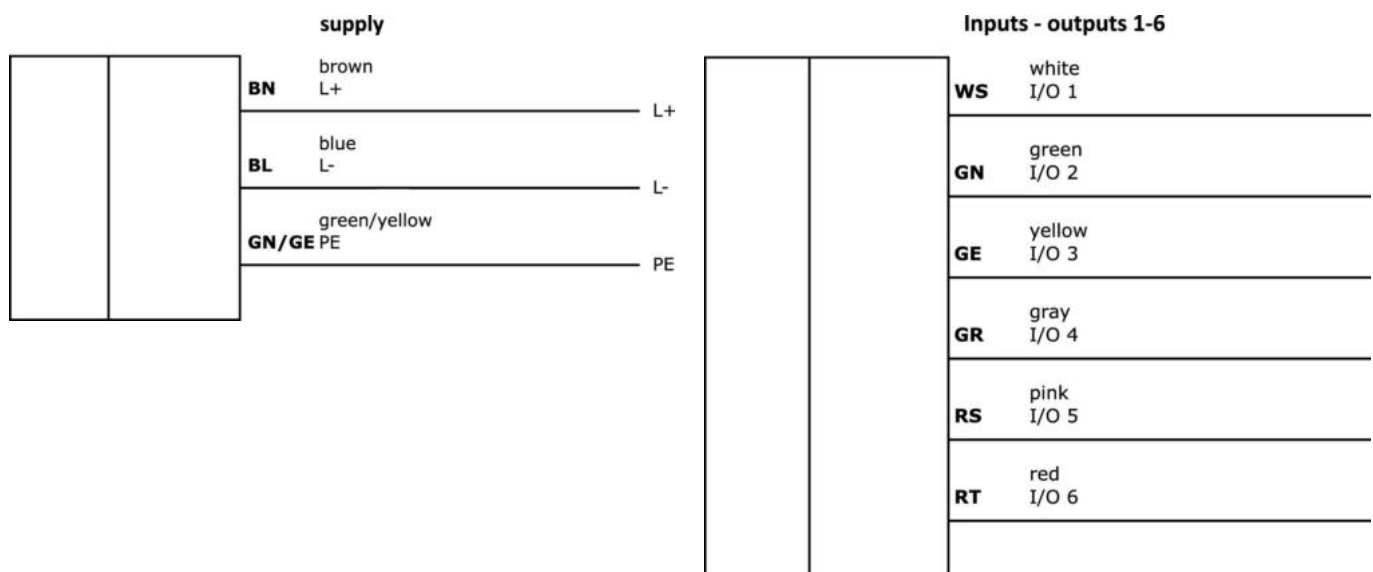 supply
brown
BN L+
L+
blue
BL L-
L-
green/yellow
GN/GE PE
PE
Inputs - outputs 1-6
white
WS I/O 1
green
GN I/O 2
yellow
GE I/O 3
gray
GR I/O 4
pink
RS I/O 5
red
RT I/O 6